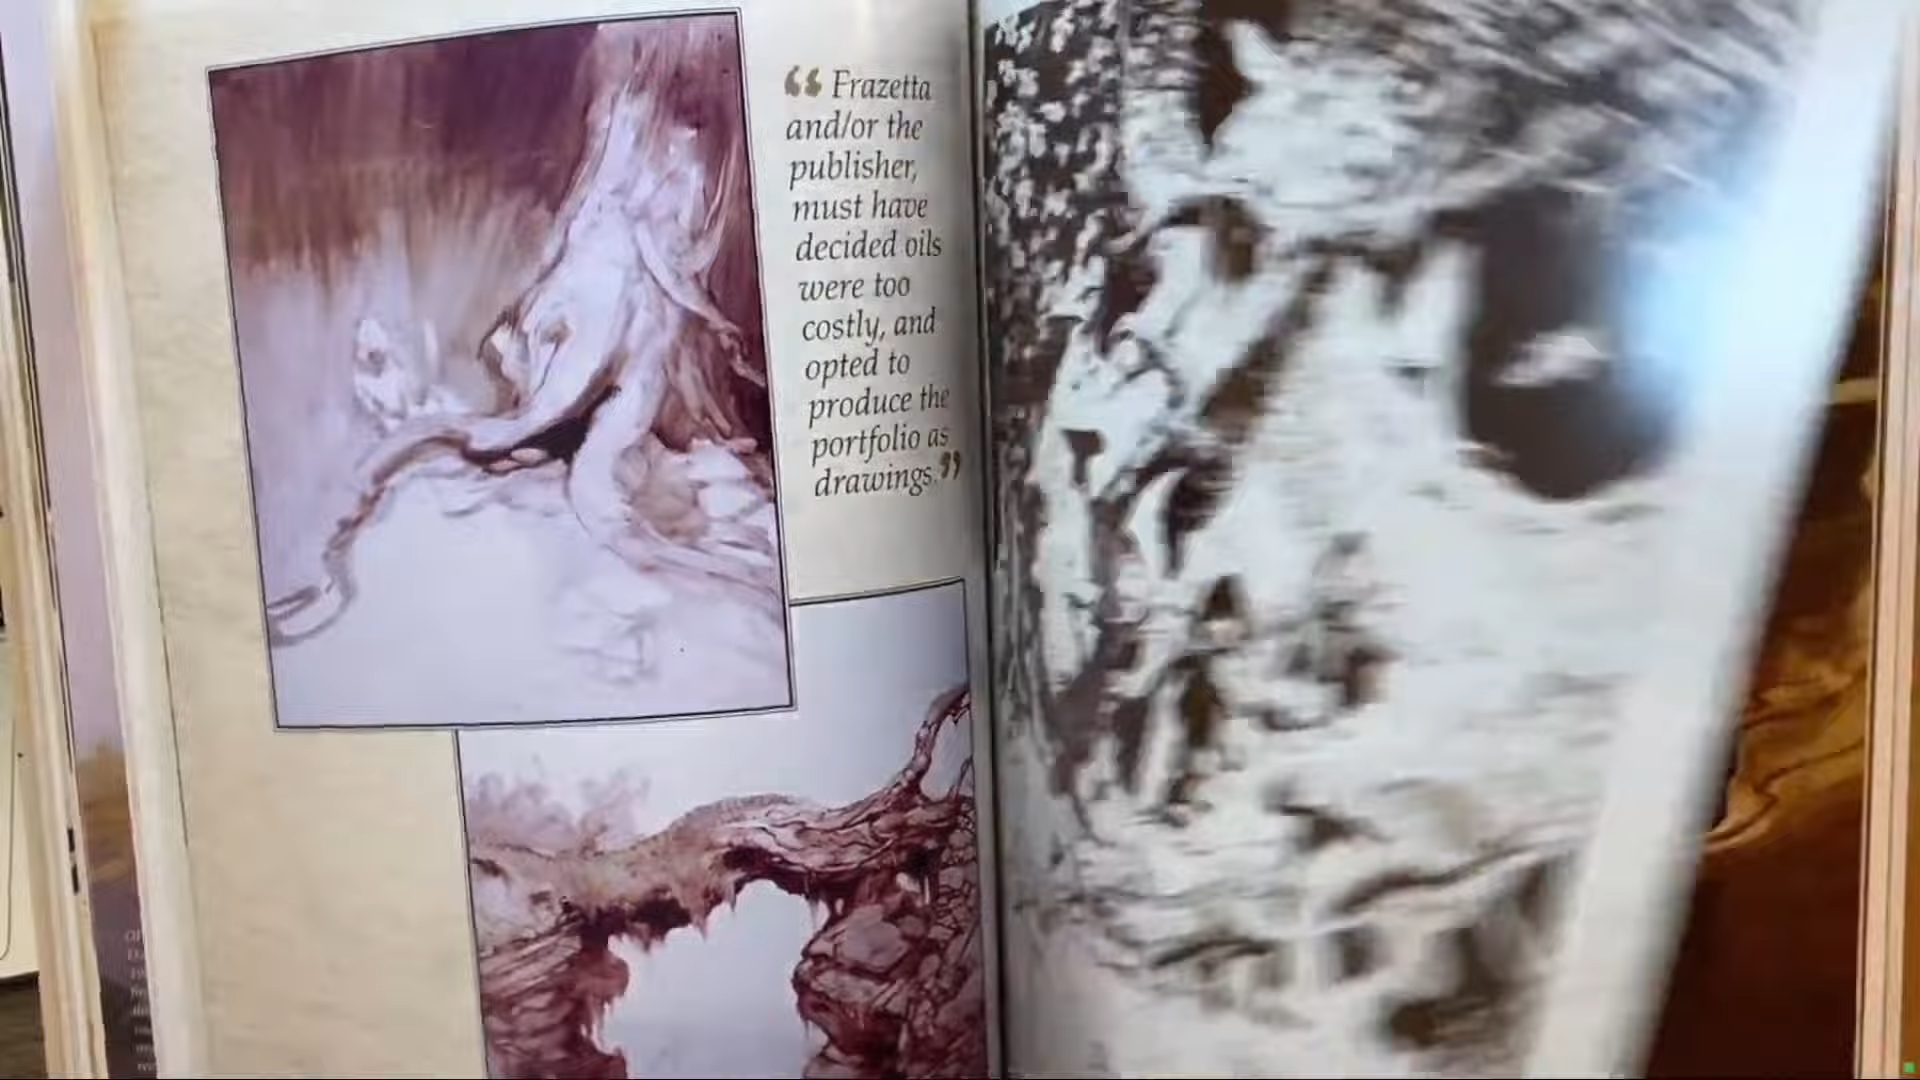 “ Frazetta
and/or the
publisher,
must have
decided oils
were too
costly, and
opted to
produce the
portfolio as
drawings.”